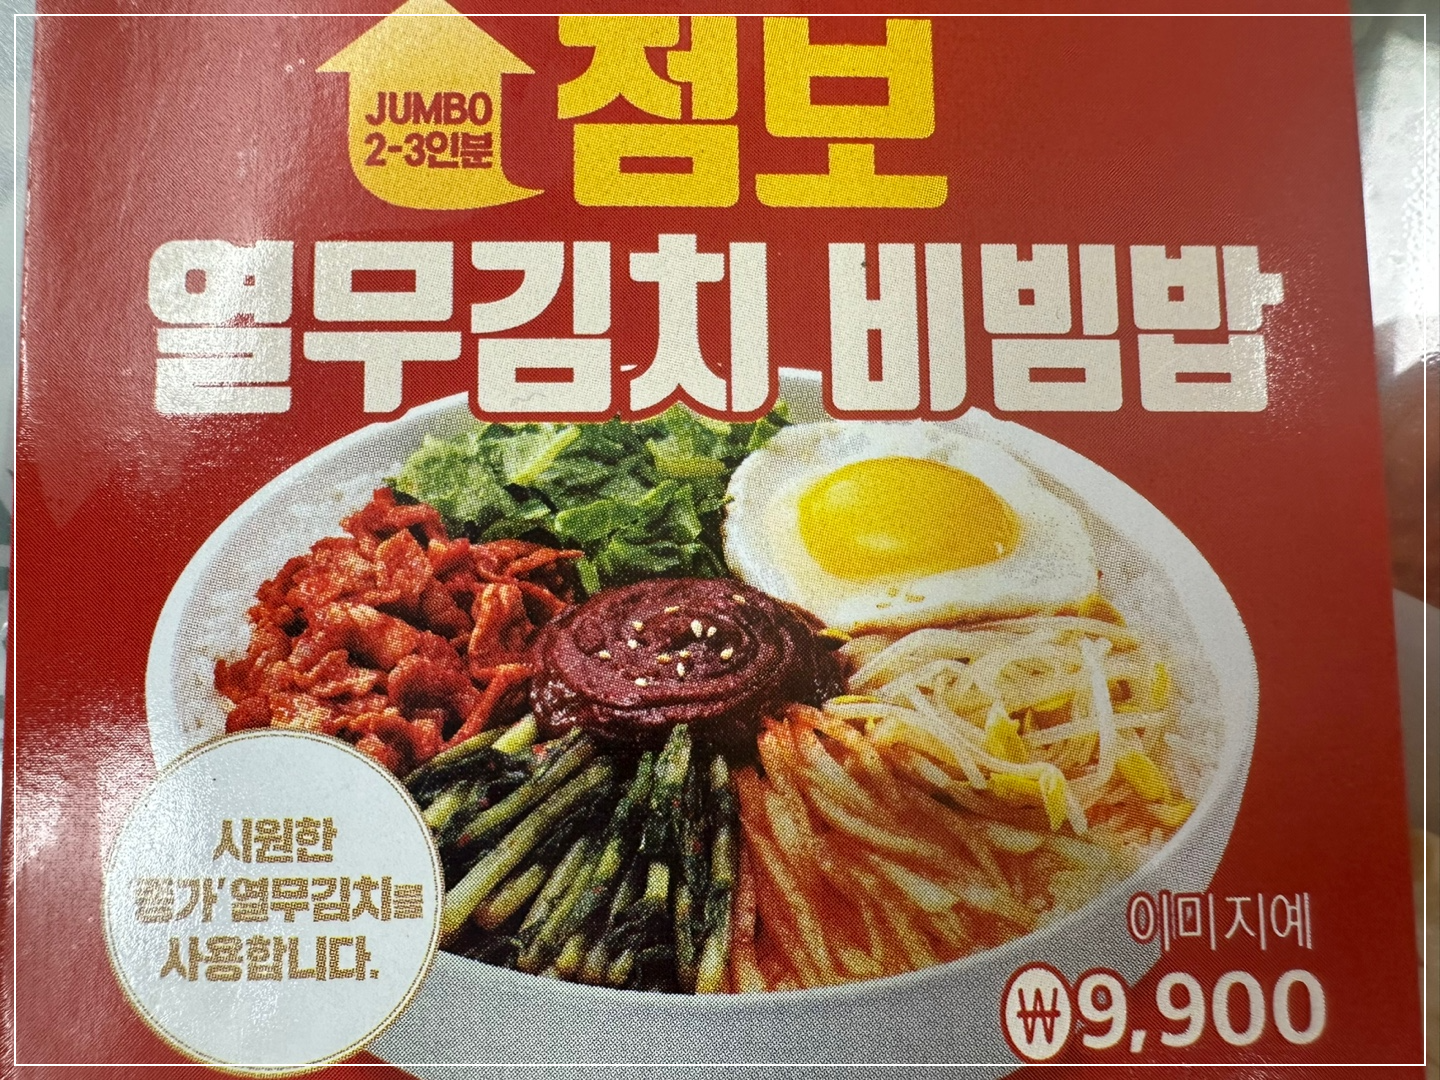 JUMBO
2-3인분
점보
열무김치 비빔밥
시원한
'종가' 열무김치를
사용합니다.
이미지예
₩9,900